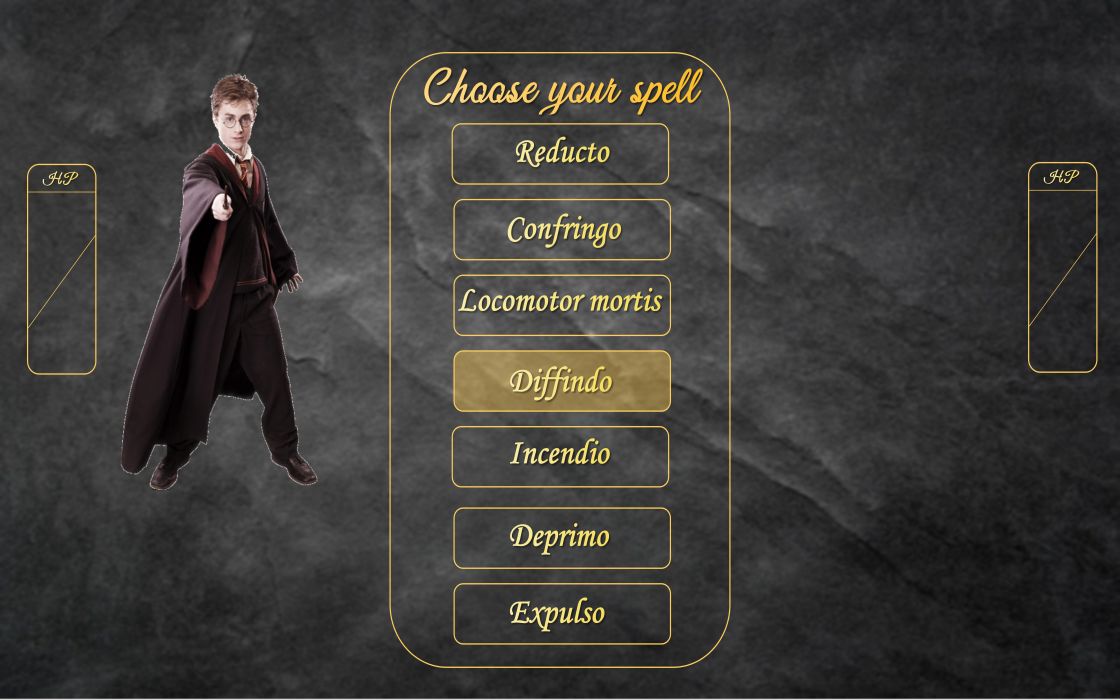 Choose your spell
HP
HP
Reducto
Confringo
Locomotor mortis
Diffindo
Incendio
Deprimo
Expulso